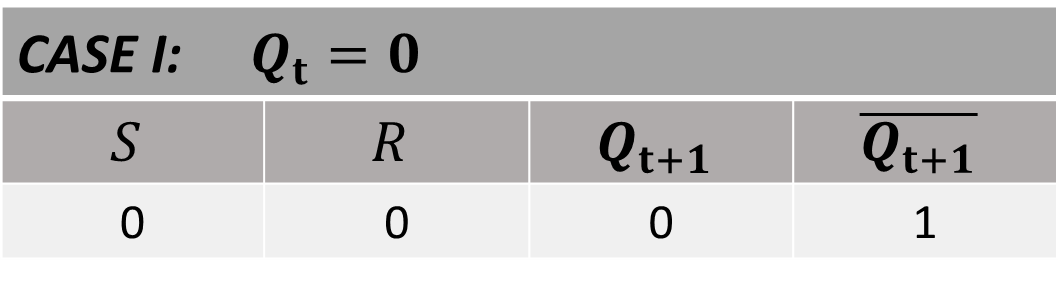 CASE I: Qₜ = 0
S R Qₜ₊₁ Q̅ₜ₊₁
0 0 0 1